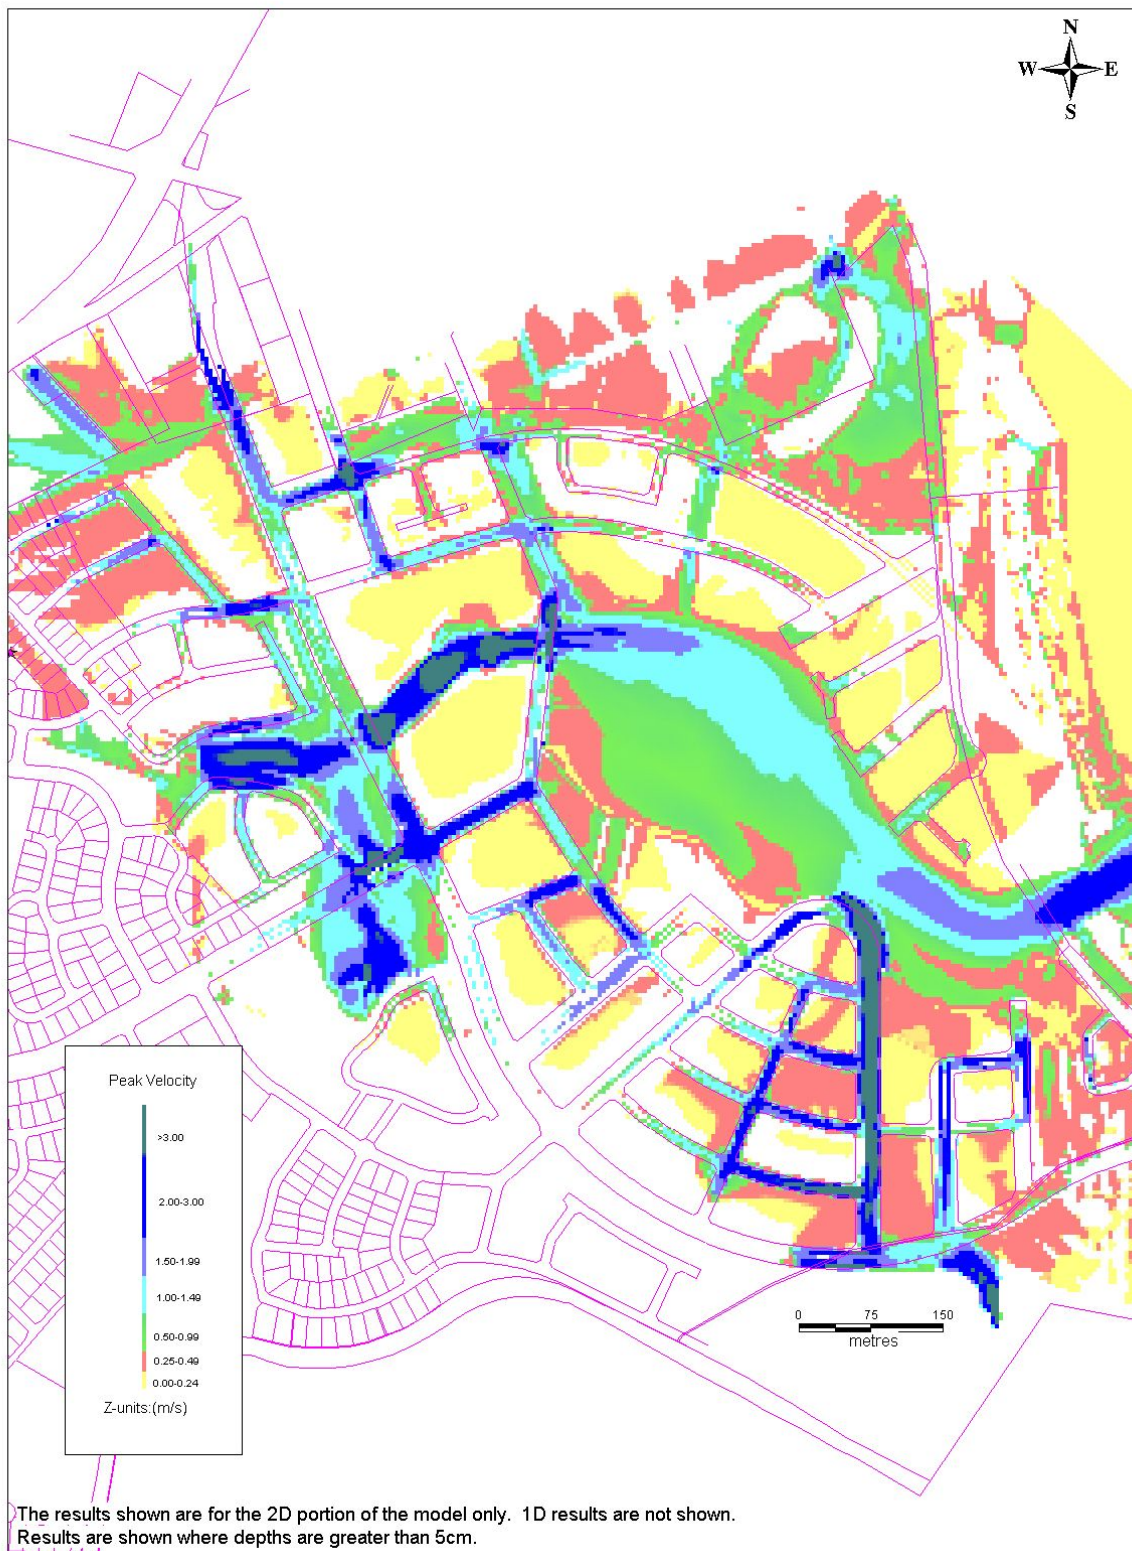 N
W E
S
Peak Velocity
>3.00
2.00-3.00
1.50-1.99
1.00-1.49
0.50-0.99
0.25-0.49
0.00-0.24
Z-units:(m/s)
0 75 150
metres
The results shown are for the 2D portion of the model only. 1D results are not shown.
Results are shown where depths are greater than 5cm.